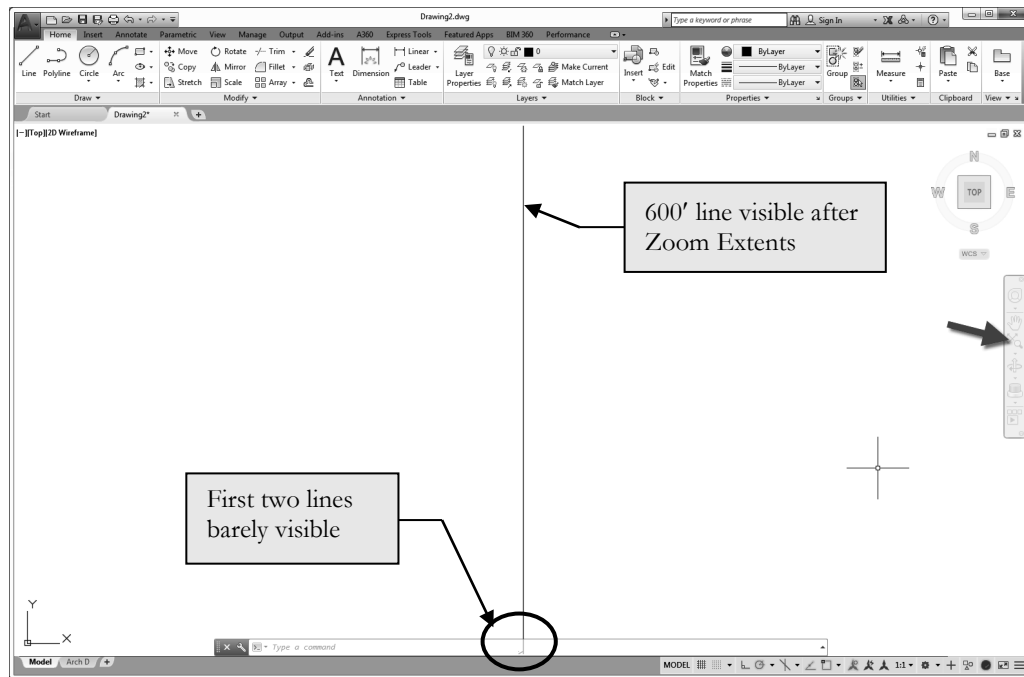 Drawing2.dwg
Type a keyword or phrase
Sign In
Home Insert Annotate Parametric View Manage Output Add-ins A360 Express Tools Featured Apps BIM 360 Performance
Move Rotate Trim Linear 0
Copy Mirror Fillet Leader Make Current Edit
Line Polyline Circle Arc Text Dimension Layer Properties Insert Match Properties Group Measure Paste Base
Stretch Scale Array Table Match Layer
ByLayer
ByLayer
ByLayer
Draw Modify Annotation Layers Block Properties Groups Utilities Clipboard View
Start Drawing2*
[−][Top][2D Wireframe]
N
W TOP E
S
WCS
600′ line visible after
Zoom Extents
First two lines
barely visible
Y
X
Type a command
Model Arch D
MODEL 1:1